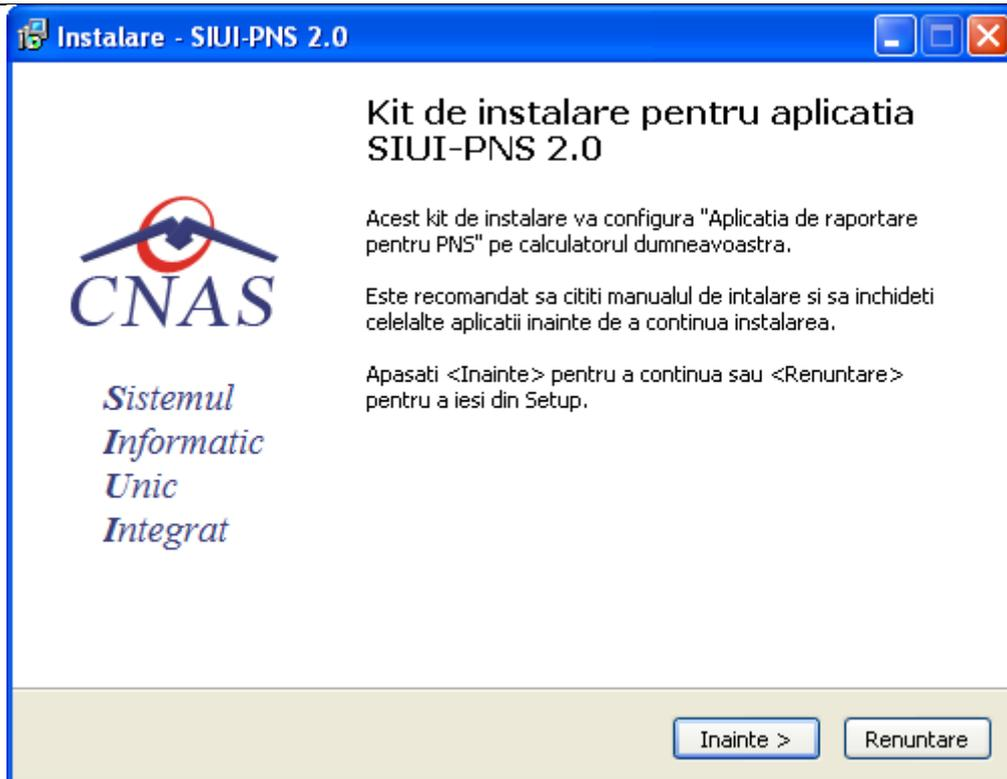 Instalare - SIUI-PNS 2.0
Kit de instalare pentru aplicatia
SIUI-PNS 2.0
Acest kit de instalare va configura "Aplicatia de raportare
pentru PNS" pe calculatorul dumneavoastra.
Este recomandat sa cititi manualul de intalare si sa inchideti
celelalte aplicatii inainte de a continua instalarea.
Apasati <Inainte> pentru a continua sau <Renuntare>
pentru a iesi din Setup.
CNAS
Sistemul
Informatic
Unic
Integrat
Inainte >
Renuntare